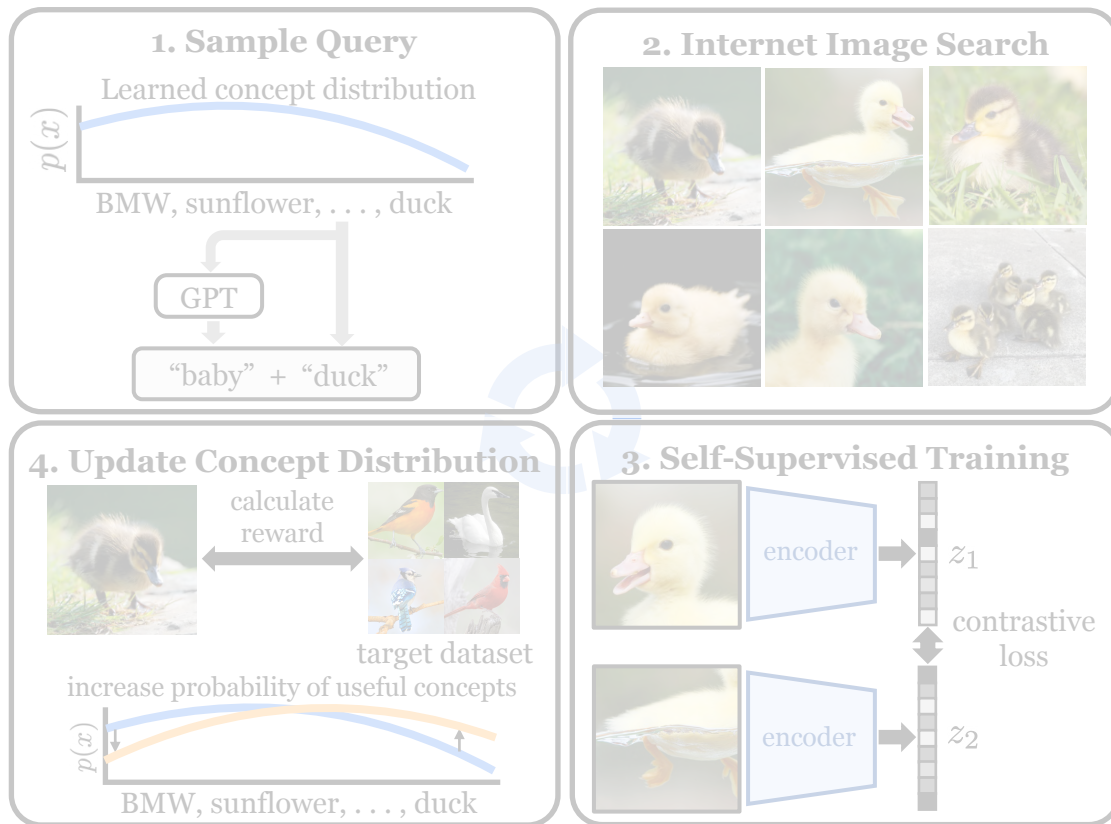 1. Sample Query
Learned concept distribution
p(x)
BMW, sunflower, . . . , duck
GPT
“baby” + “duck”
2. Internet Image Search
4. Update Concept Distribution
calculate
reward
target dataset
increase probability of useful concepts
p(x)
BMW, sunflower, . . . , duck
3. Self-Supervised Training
encoder
z1
contrastive
loss
encoder
z2